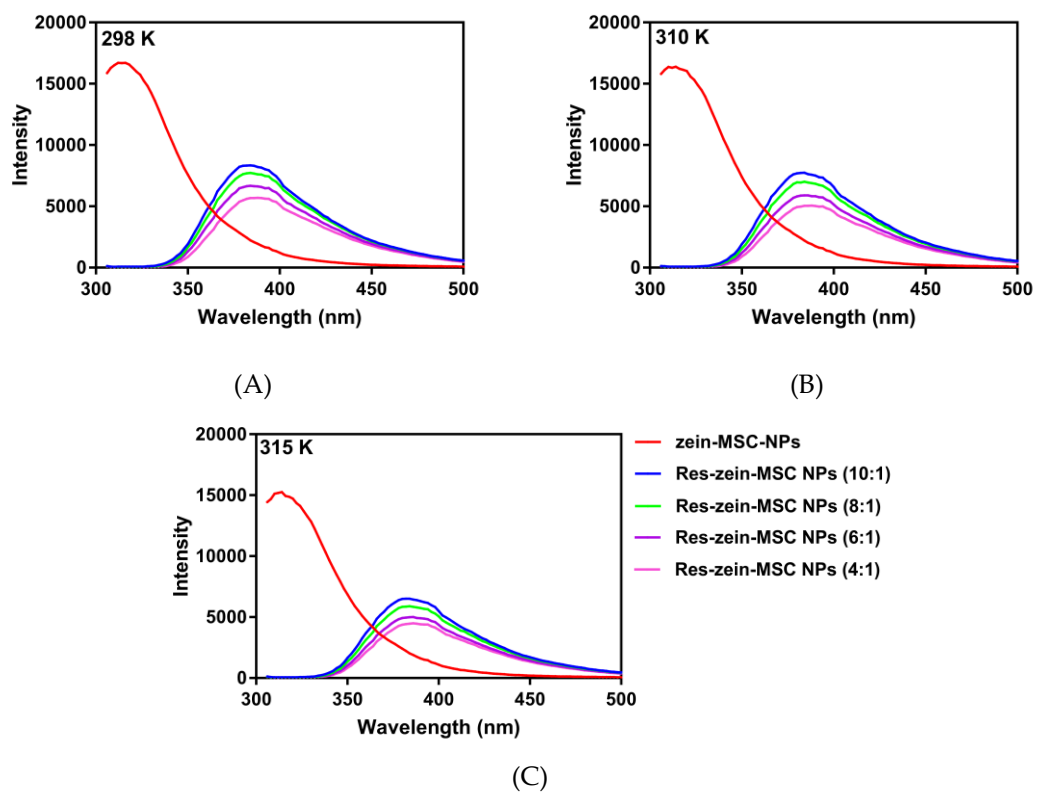 298 K
20000
15000
10000
5000
0
Intensity
300 350 400 450 500
Wavelength (nm)
(A)
310 K
20000
15000
10000
5000
0
Intensity
300 350 400 450 500
Wavelength (nm)
(B)
315 K
20000
15000
10000
5000
0
Intensity
300 350 400 450 500
Wavelength (nm)
zein-MSC-NPs
Res-zein-MSC NPs (10:1)
Res-zein-MSC NPs (8:1)
Res-zein-MSC NPs (6:1)
Res-zein-MSC NPs (4:1)
(C)